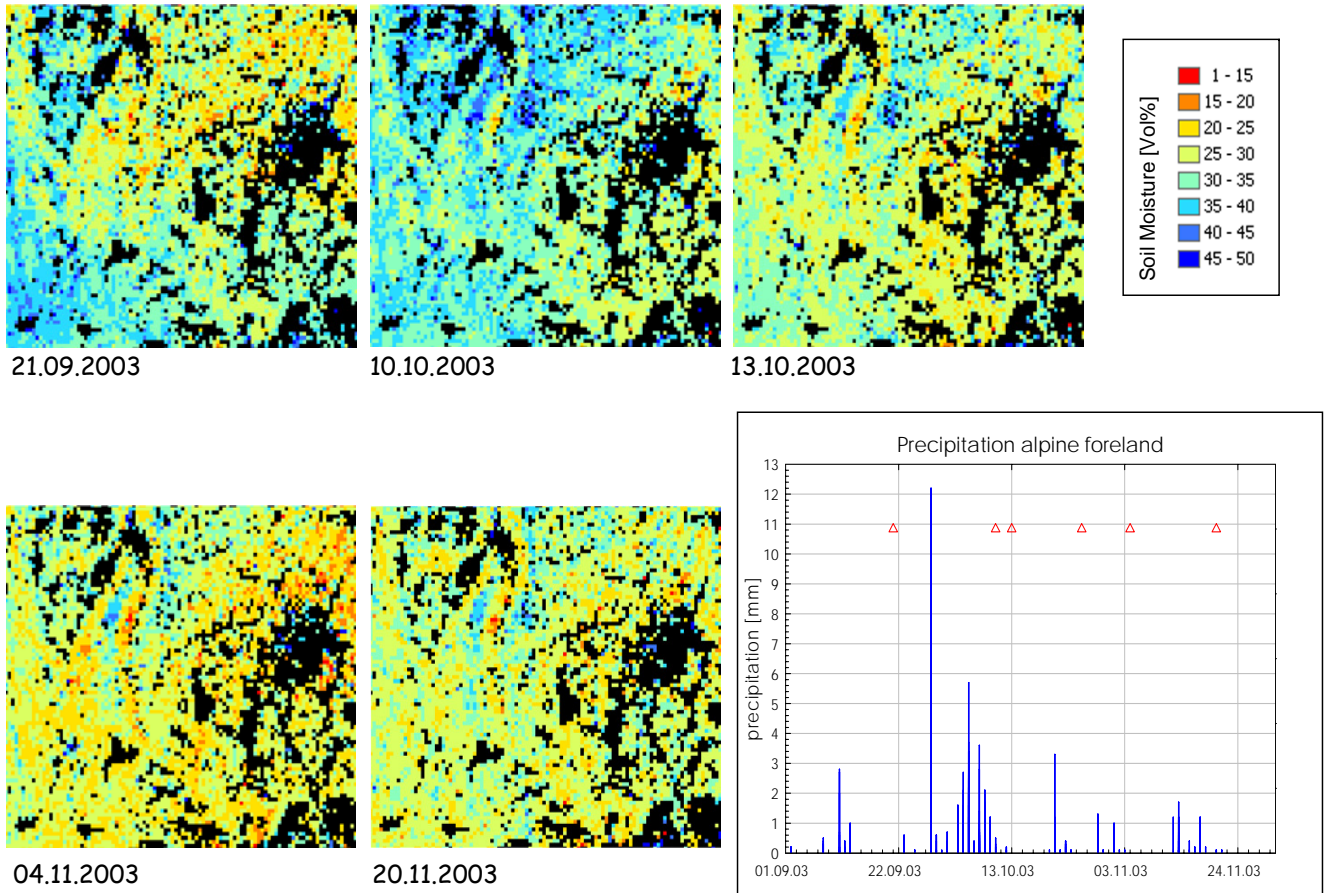 Soil Moisture [Vol%]
1 - 15
15 - 20
20 - 25
25 - 30
30 - 35
35 - 40
40 - 45
45 - 50
21.09.2003
10.10.2003
13.10.2003
Precipitation alpine foreland
precipitation [mm]
13
12
11
10
9
8
7
6
5
4
3
2
1
0
01.09.03
22.09.03
13.10.03
03.11.03
24.11.03
04.11.2003
20.11.2003